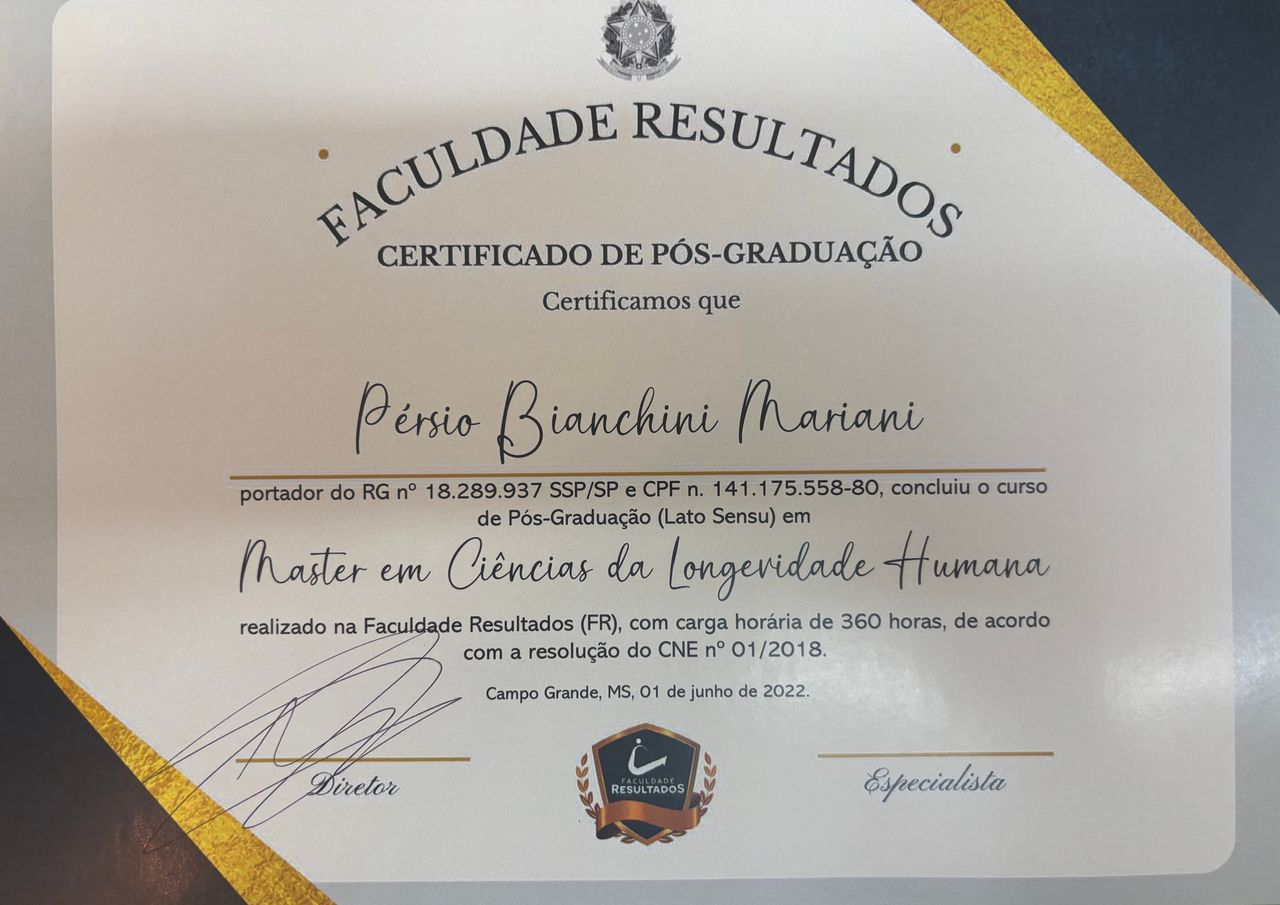 FACULDADE RESULTADOS
CERTIFICADO DE PÓS-GRADUAÇÃO
Certificamos que
Pérsio Bianchini Mariani
portador do RG nº 18.289.937 SSP/SP e CPF n. 141.175.558-80, concluiu o curso
de Pós-Graduação (Lato Sensu) em
Master em Ciências da Longevidade Humana
realizado na Faculdade Resultados (FR), com carga horária de 360 horas, de acordo
com a resolução do CNE nº 01/2018.
Campo Grande, MS, 01 de junho de 2022.
Diretor
FACULDADE
RESULTADOS
Especialista